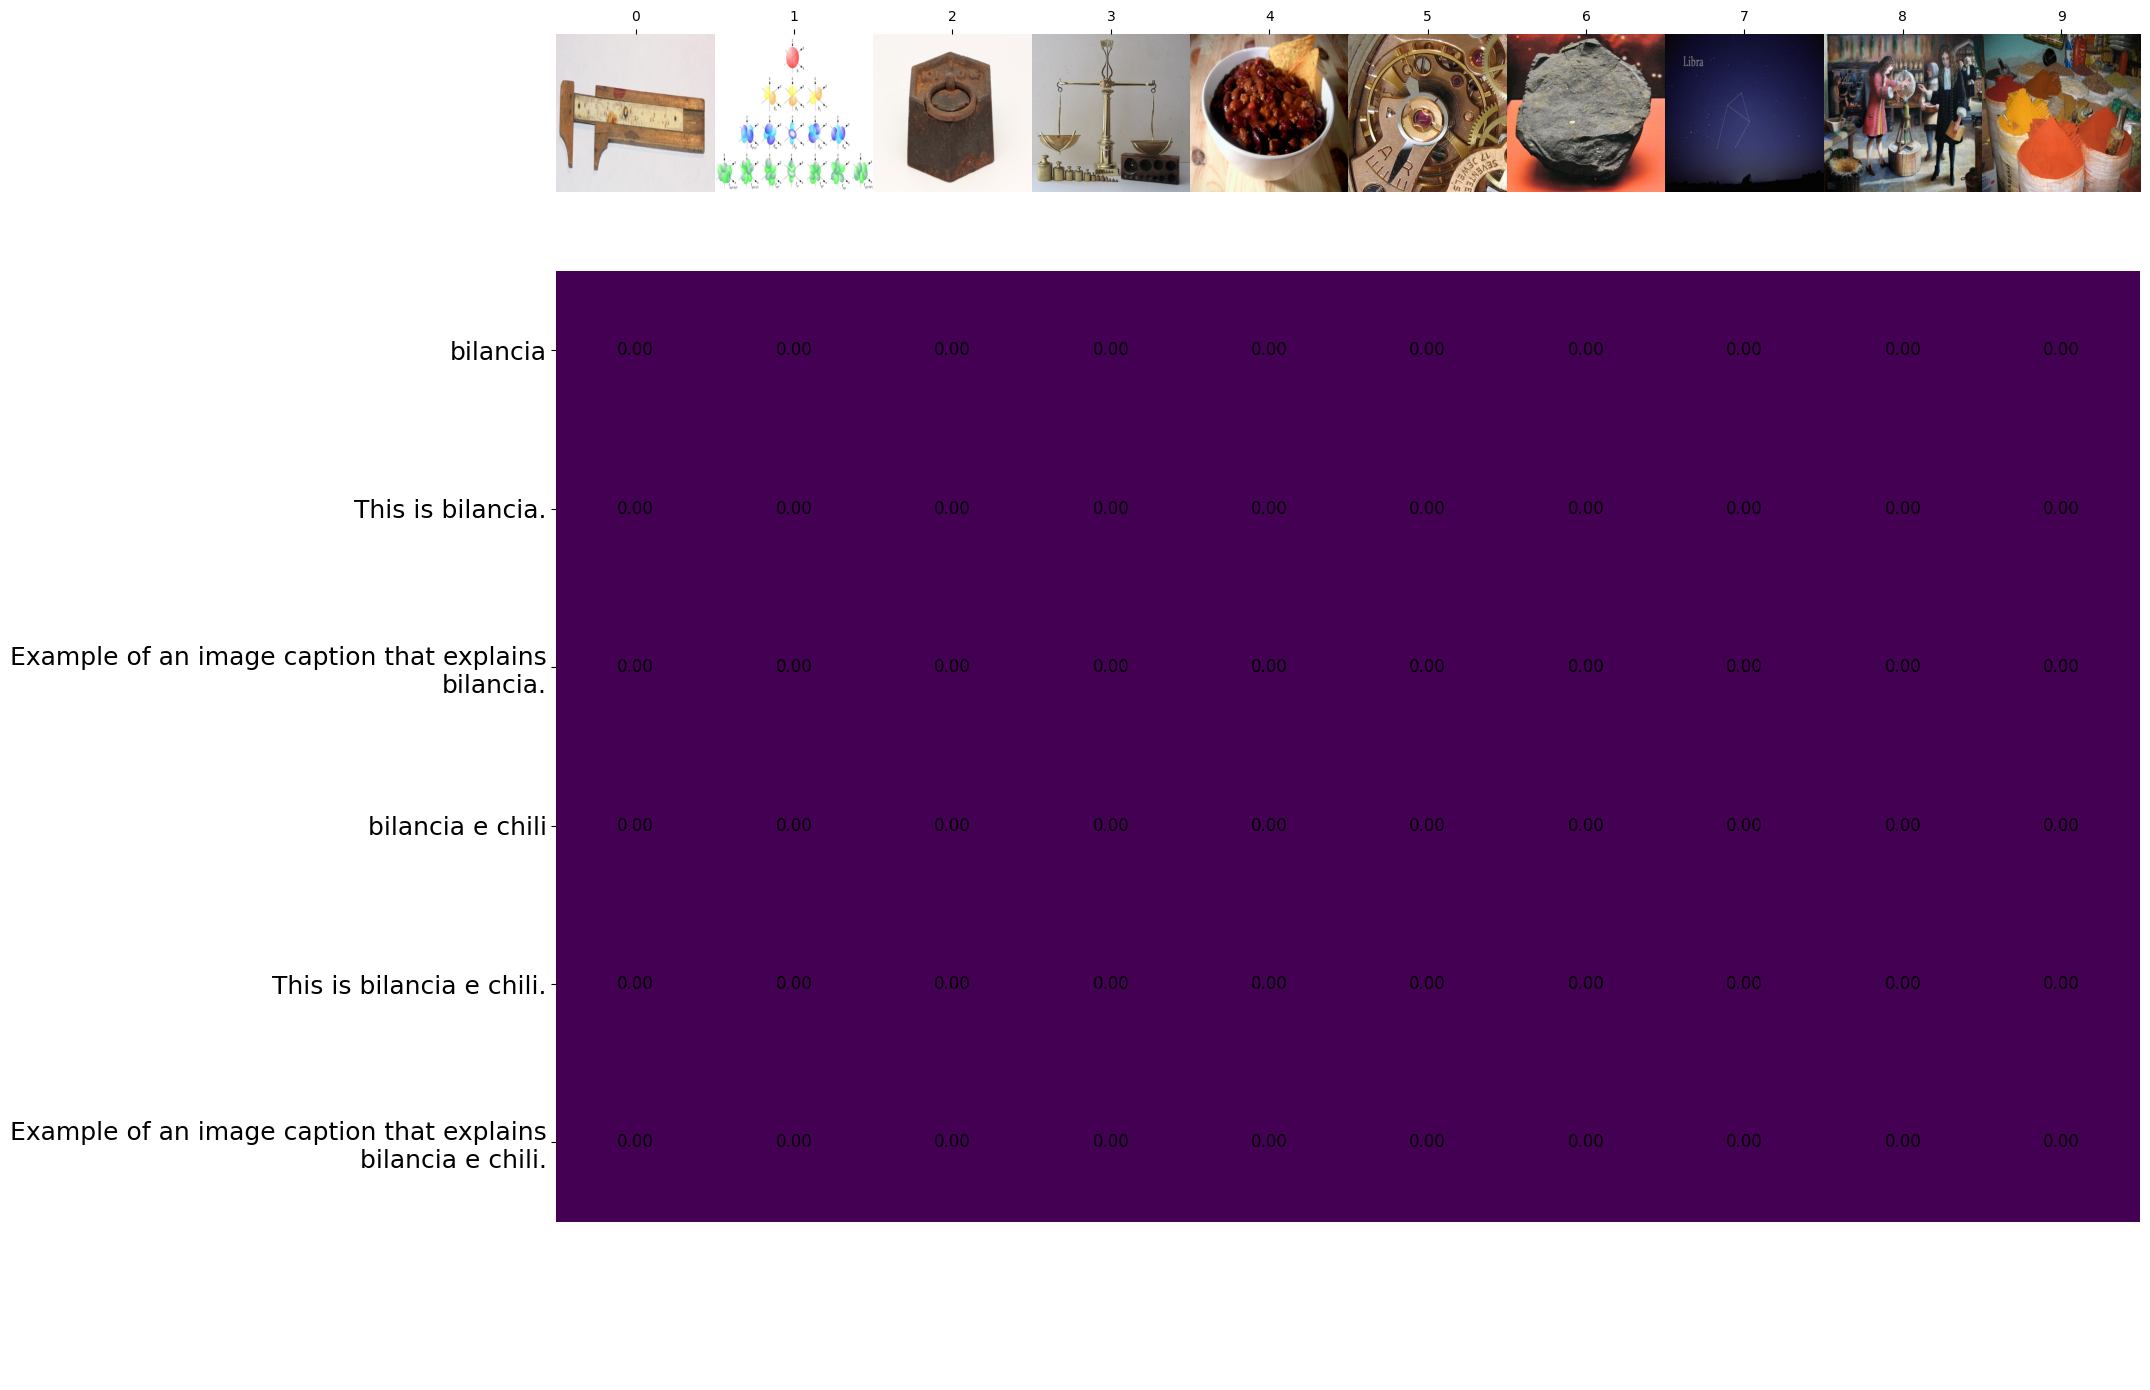 0 1 2 3 4 5 6 7 8 9
Libra
bilancia 0.00 0.00 0.00 0.00 0.00 0.00 0.00 0.00 0.00 0.00
This is bilancia. 0.00 0.00 0.00 0.00 0.00 0.00 0.00 0.00 0.00 0.00
Example of an image caption that explains
bilancia. 0.00 0.00 0.00 0.00 0.00 0.00 0.00 0.00 0.00 0.00
bilancia e chili 0.00 0.00 0.00 0.00 0.00 0.00 0.00 0.00 0.00 0.00
This is bilancia e chili. 0.00 0.00 0.00 0.00 0.00 0.00 0.00 0.00 0.00 0.00
Example of an image caption that explains
bilancia e chili. 0.00 0.00 0.00 0.00 0.00 0.00 0.00 0.00 0.00 0.00